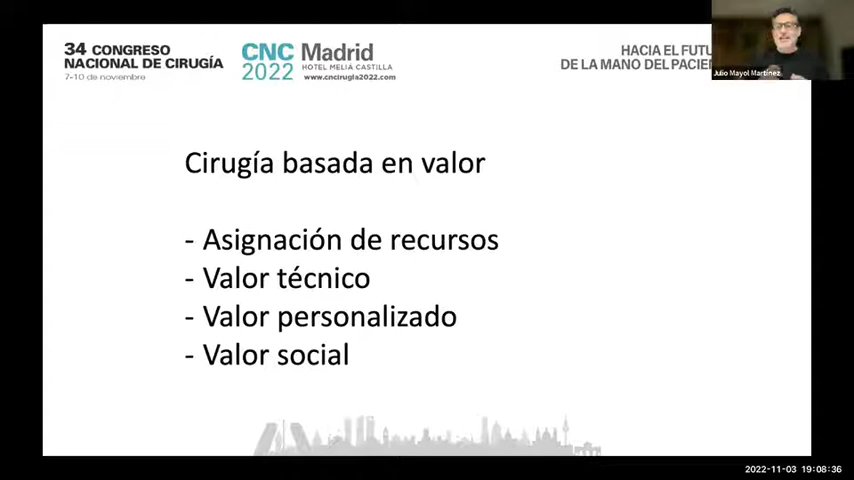 34 CONGRESO
NACIONAL DE CIRUGÍA
7-10 de noviembre
CNC
2022
Madrid
HOTEL MELIÁ CASTILLA
www.cncirugia2022.com
HACIA EL FUTU
DE LA MANO DEL PACIEN
Julio Mayol Martínez
Cirugía basada en valor
- Asignación de recursos
- Valor técnico
- Valor personalizado
- Valor social
2022-11-03 19:08:36